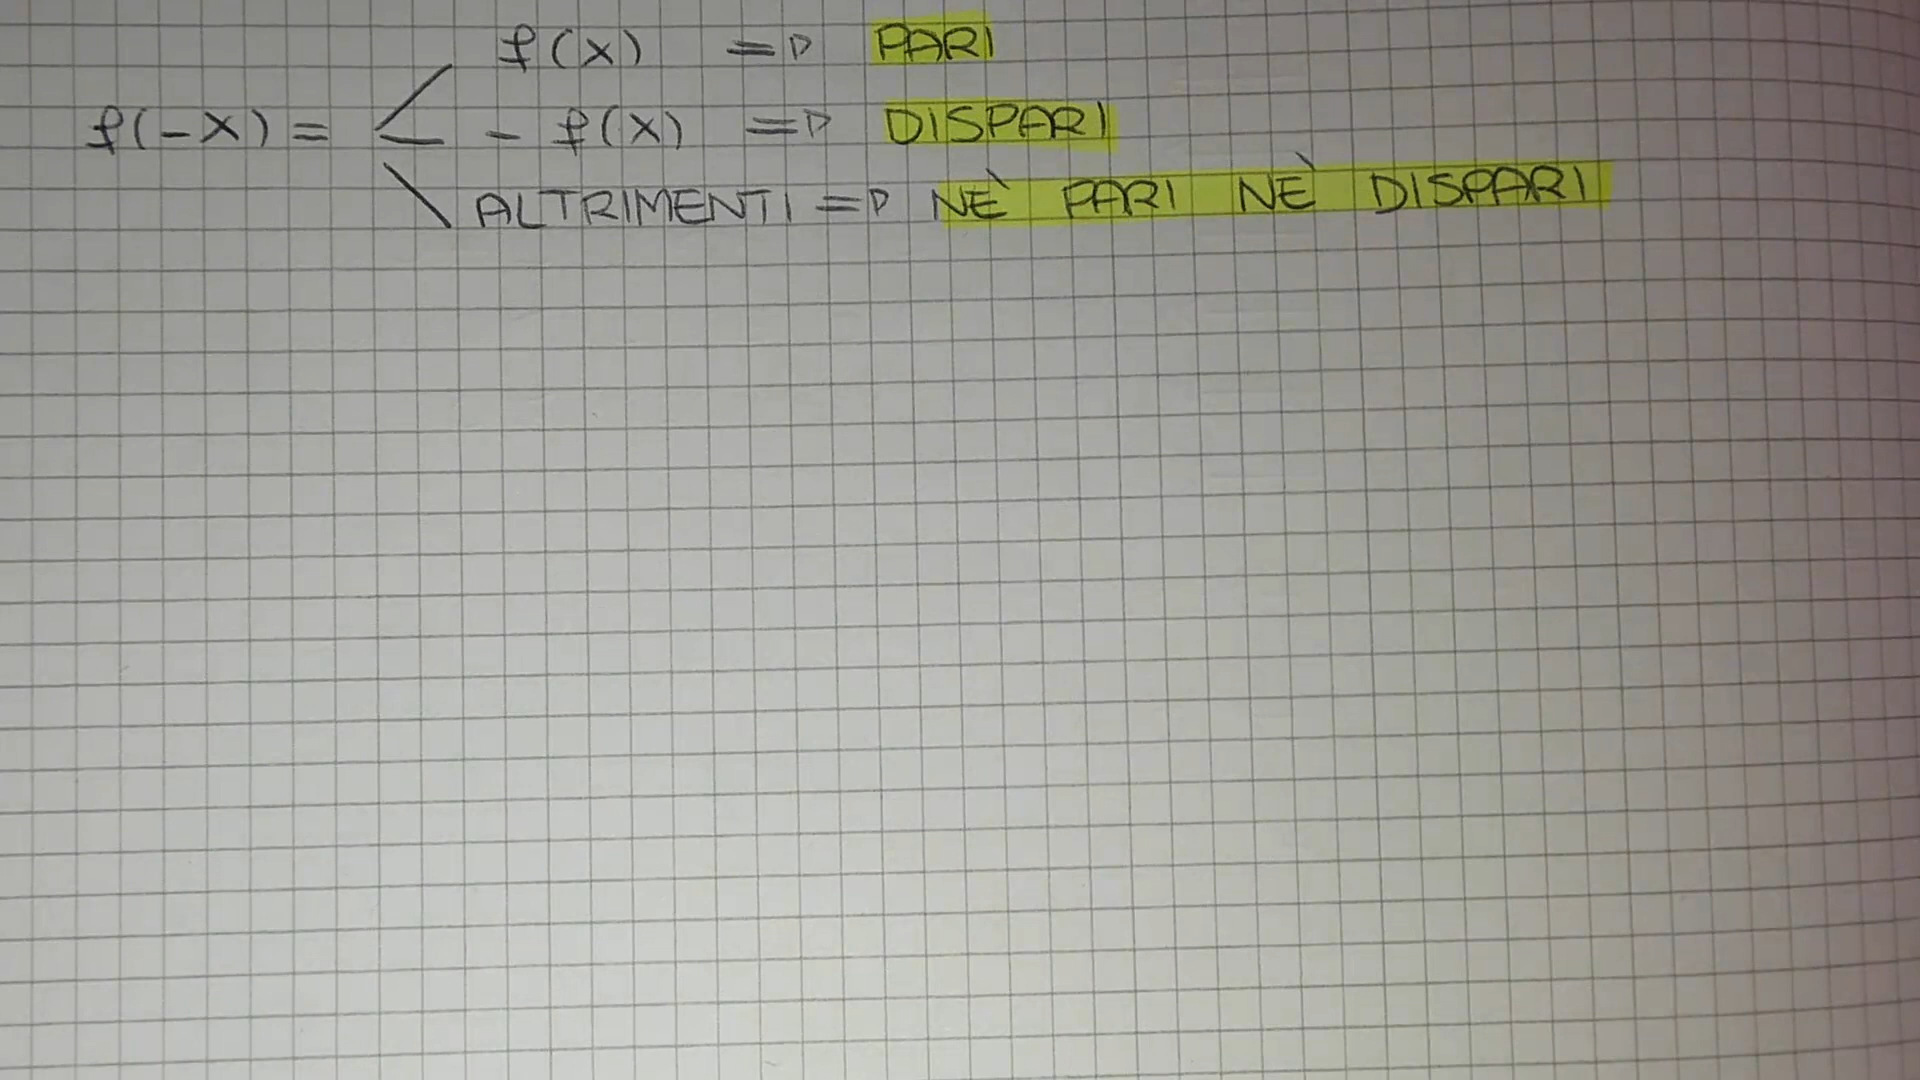 f(x) => PARI
f(-x) = - f(x) => DISPARI
ALTRIMENTI => NÈ PARI NÈ DISPARI